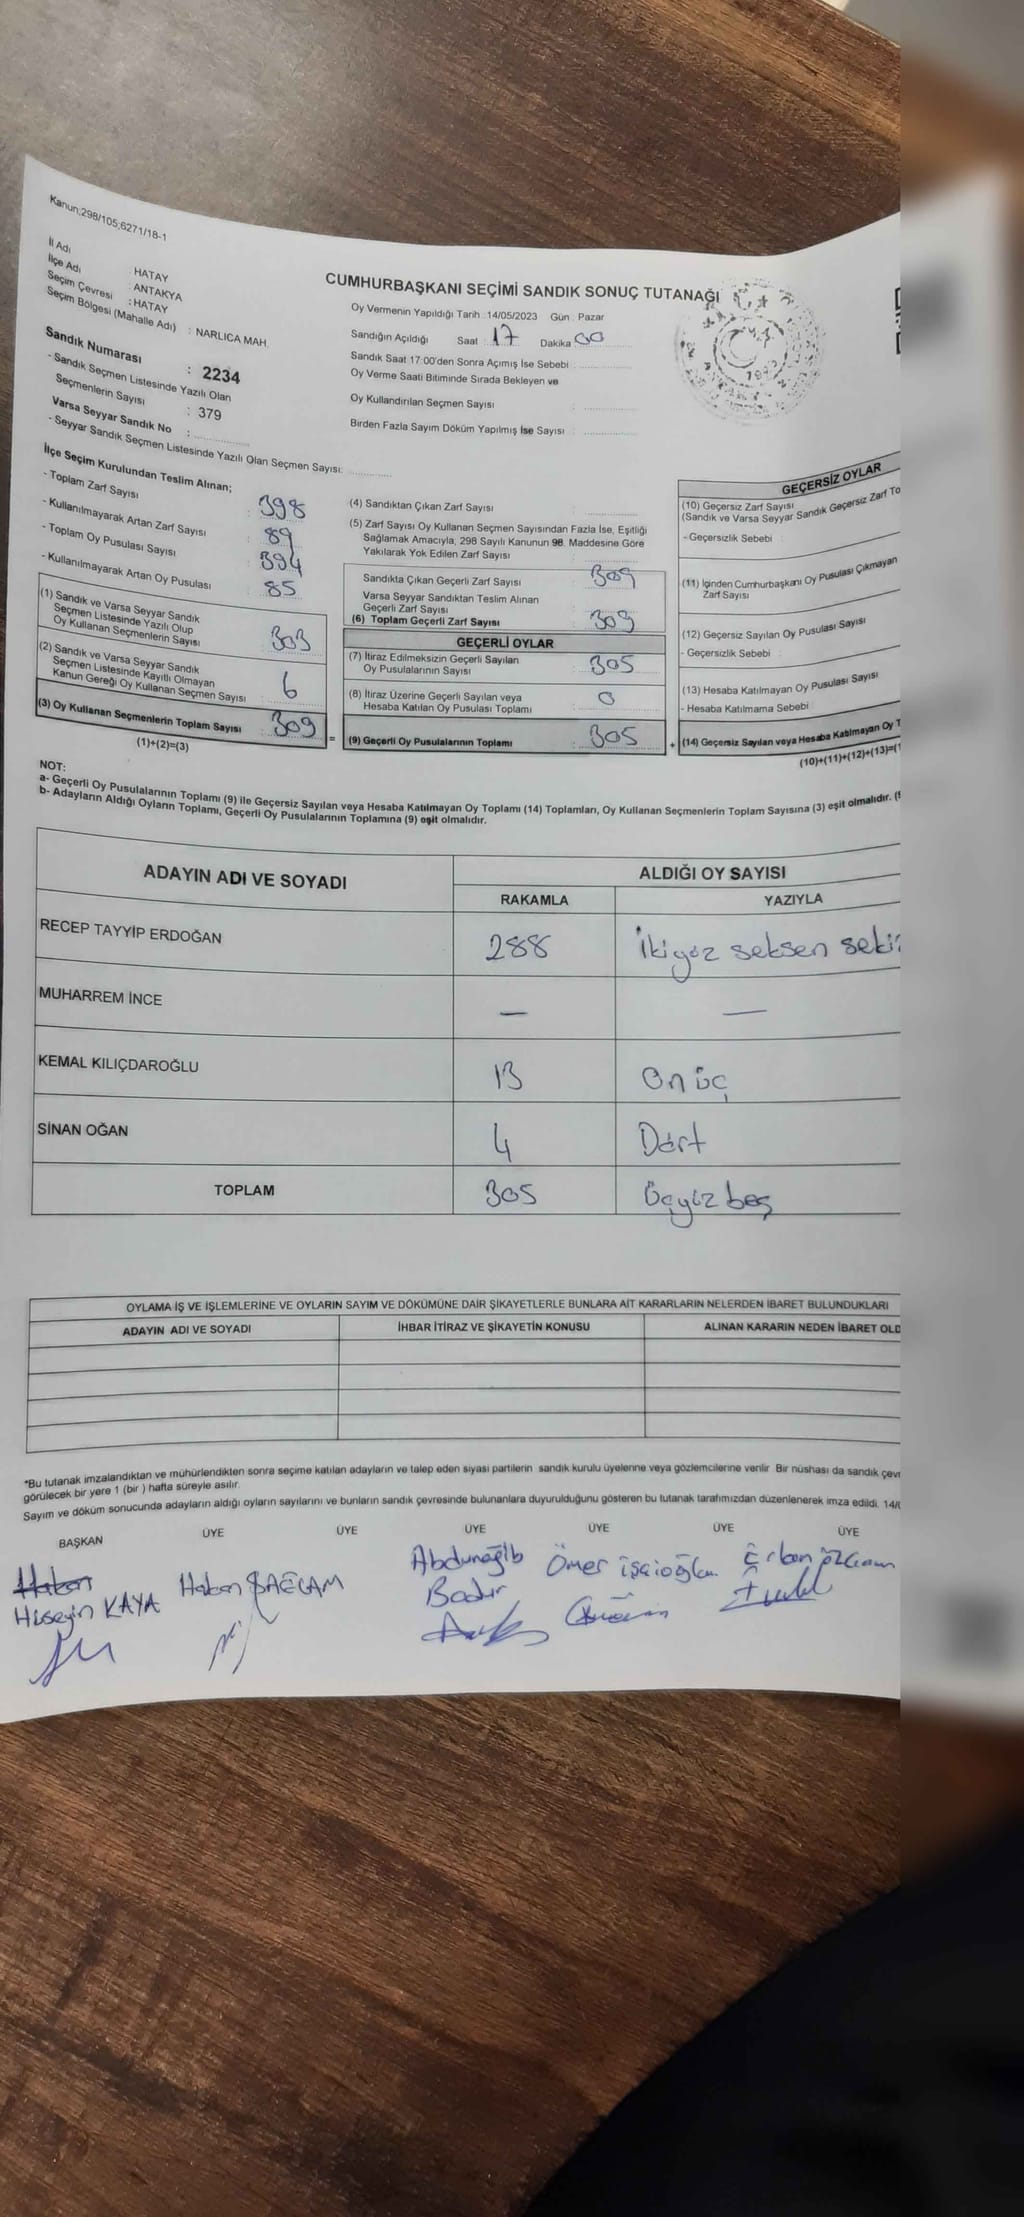 Kanun:298/105;6271/18-1
İl Adı : HATAY
İlçe Adı : ANTAKYA
Seçim Çevresi : HATAY
Seçim Bölgesi (Mahalle Adı) : NARLICA MAH.
Sandık Numarası : 2234
- Sandık Seçmen Listesinde Yazılı Olan
Seçmenlerin Sayısı : 379
Varsa Seyyar Sandık No :
- Seyyar Sandık Seçmen Listesinde Yazılı Olan Seçmen Sayısı:
CUMHURBAŞKANI SEÇİMİ SANDIK SONUÇ TUTANAĞI
Oy Vermenin Yapıldığı Tarih :14/05/2023 Gün : Pazar
Sandığın Açıldığı Saat : 17 Dakika 00
Sandık Saat 17:00'den Sonra Açımış İse Sebebi :
Oy Verme Saati Bitiminde Sırada Bekleyen ve
Oy Kullandırılan Seçmen Sayısı :
Birden Fazla Sayım Döküm Yapılmış İse Sayısı :
İlçe Seçim Kurulundan Teslim Alınan;
- Toplam Zarf Sayısı : 398
- Kullanılmayarak Artan Zarf Sayısı : 89
- Toplam Oy Pusulası Sayısı : 394
- Kullanılmayarak Artan Oy Pusulası : 85
(1) Sandık ve Varsa Seyyar Sandık
Seçmen Listesinde Yazılı Olup
Oy Kullanan Seçmenlerin Sayısı : 303
(2) Sandık ve Varsa Seyyar Sandık
Seçmen Listesinde Kayıtlı Olmayan
Kanun Gereği Oy Kullanan Seçmen Sayısı : 6
(3) Oy Kullanan Seçmenlerin Toplam Sayısı : 309
(1)+(2)=(3)
(4) Sandıktan Çıkan Zarf Sayısı :
(5) Zarf Sayısı Oy Kullanan Seçmen Sayısından Fazla İse, Eşitliği
Sağlamak Amacıyla, 298 Sayılı Kanunun 98. Maddesine Göre
Yakılarak Yok Edilen Zarf Sayısı :
Sandıkta Çıkan Geçerli Zarf Sayısı : 309
Varsa Seyyar Sandıktan Teslim Alınan
Geçerli Zarf Sayısı :
(6) Toplam Geçerli Zarf Sayısı : 309
=
GEÇERLİ OYLAR
(7) İtiraz Edilmeksizin Geçerli Sayılan
Oy Pusulalarının Sayısı : 305
(8) İtiraz Üzerine Geçerli Sayılan veya
Hesaba Katılan Oy Pusulası Toplamı : 0
(9) Geçerli Oy Pusulalarının Toplamı : 305
+
GEÇERSİZ OYLAR
(10) Geçersiz Zarf Sayısı
(Sandık ve Varsa Seyyar Sandık Geçersiz Zarf To
- Geçersizlik Sebebi :
(11) İçinden Cumhurbaşkanı Oy Pusulası Çıkmayan
Zarf Sayısı
(12) Geçersiz Sayılan Oy Pusulası Sayısı
- Geçersizlik Sebebi :
(13) Hesaba Katılmayan Oy Pusulası Sayısı
- Hesaba Katılmama Sebebi :
(14) Geçersiz Sayılan veya Hesaba Katılmayan Oy T
(10)+(11)+(12)+(13)=(1
NOT:
a- Geçerli Oy Pusulalarının Toplamı (9) ile Geçersiz Sayılan veya Hesaba Katılmayan Oy Toplamı (14) Toplamları, Oy Kullanan Seçmenlerin Toplam Sayısına (3) eşit olmalıdır.
b- Adayların Aldığı Oyların Toplamı, Geçerli Oy Pusulalarının Toplamına (9) eşit olmalıdır.
ADAYIN ADI VE SOYADI ALDIĞI OY SAYISI
RAKAMLA YAZIYLA
RECEP TAYYİP ERDOĞAN 288 İkiyüz seksen sekiz
MUHARREM İNCE — —
KEMAL KILIÇDAROĞLU 13 On üç
SİNAN OĞAN 4 Dört
TOPLAM 305 Üçyüz beş
OYLAMA İŞ VE İŞLEMLERİNE VE OYLARIN SAYIM VE DÖKÜMÜNE DAİR ŞİKAYETLERLE BUNLARA AİT KARARLARIN NELERDEN İBARET BULUNDUKLARI
ADAYIN ADI VE SOYADI İHBAR İTİRAZ VE ŞİKAYETİN KONUSU ALINAN KARARIN NEDEN İBARET OLD
*Bu tutanak imzalandıktan ve mühürlendikten sonra seçime katılan adayların ve talep eden siyasi partilerin sandık kurulu üyelerine veya gözlemcilerine verilir. Bir nüshası da sandık çevr
görülecek bir yere 1 (bir ) hafta süreyle asılır.
Sayım ve döküm sonucunda adayların aldığı oyların sayılarını ve bunların sandık çevresinde bulunanlara duyurulduğunu gösteren bu tutanak tarafımızdan düzenlenerek imza edildi. 14/0
BAŞKAN ÜYE ÜYE ÜYE ÜYE ÜYE ÜYE
Hakan
Hüseyin KAYA
Hakan SAĞLAM
Badır
Ömer